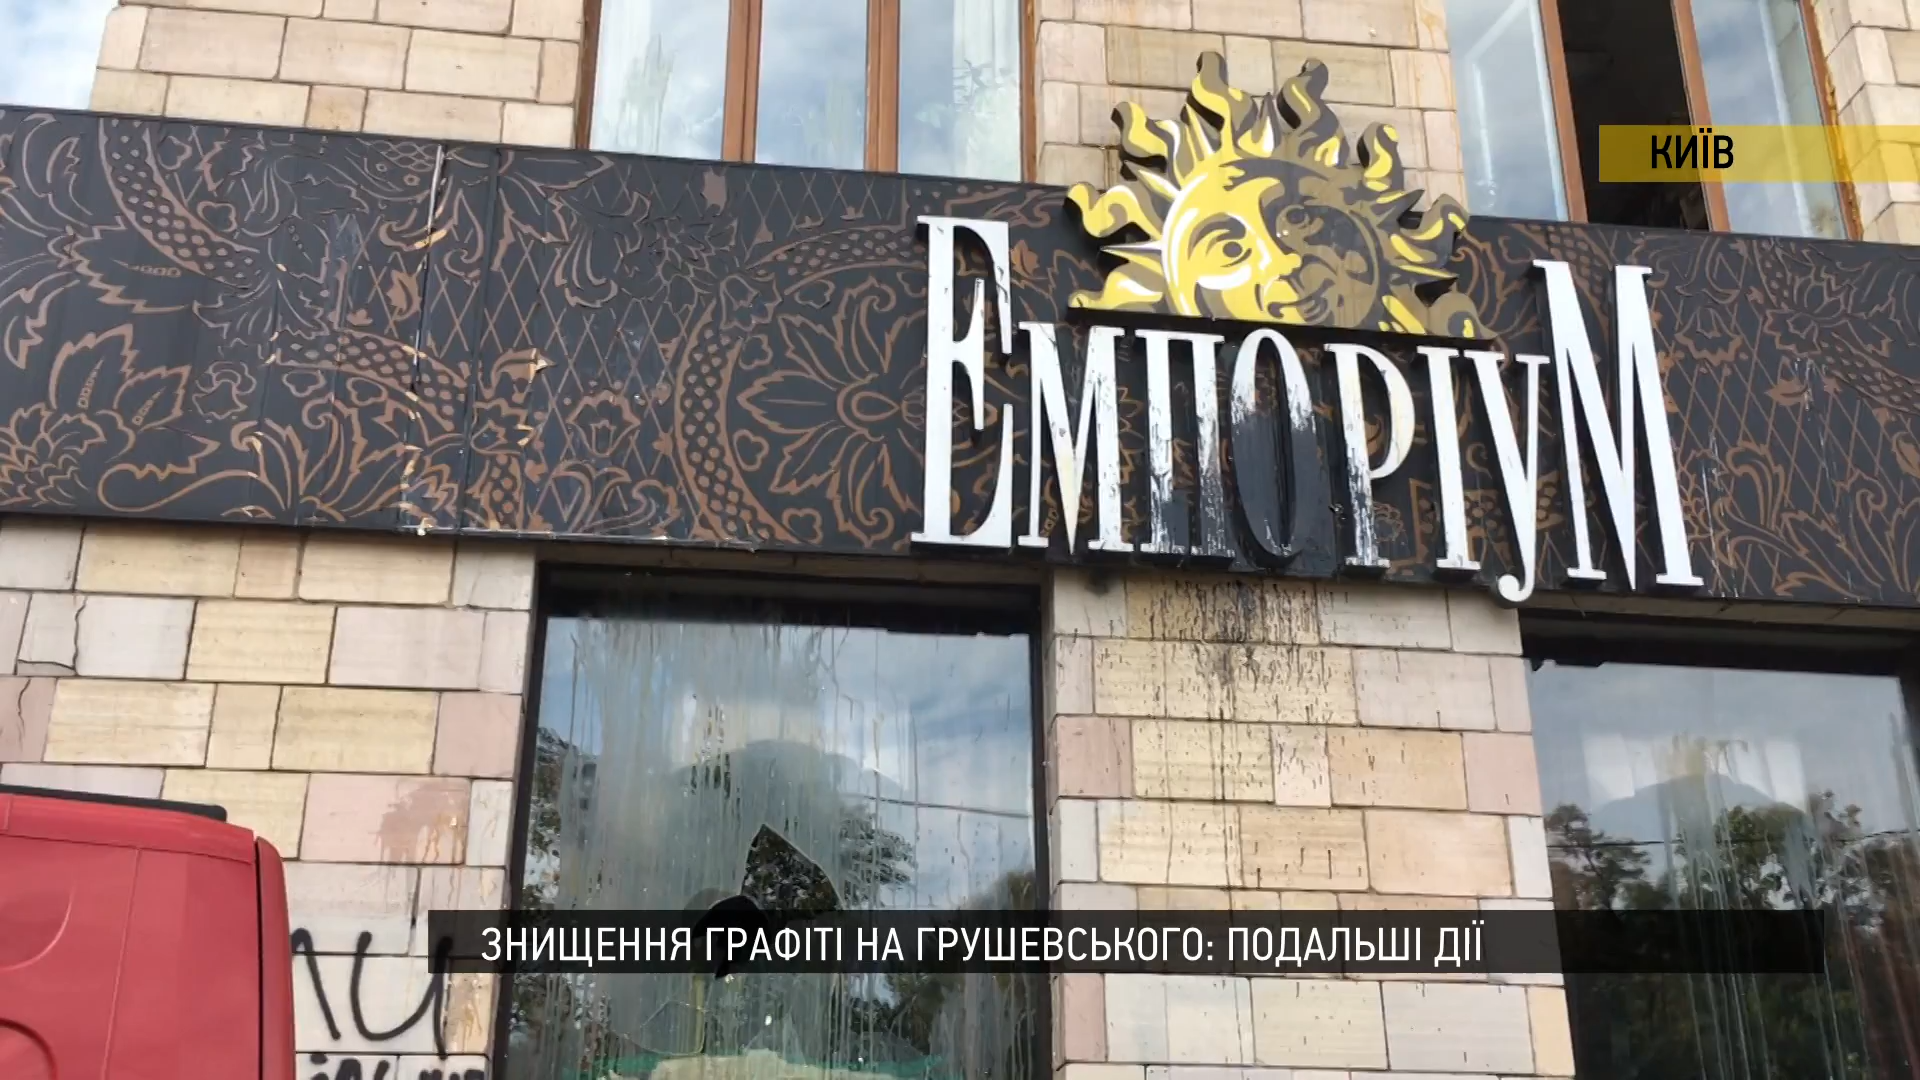 КИЇВ
ЕМПОРІУМ
ЗНИЩЕННЯ ГРАФІТІ НА ГРУШЕВСЬКОГО: ПОДАЛЬШІ ДІЇ